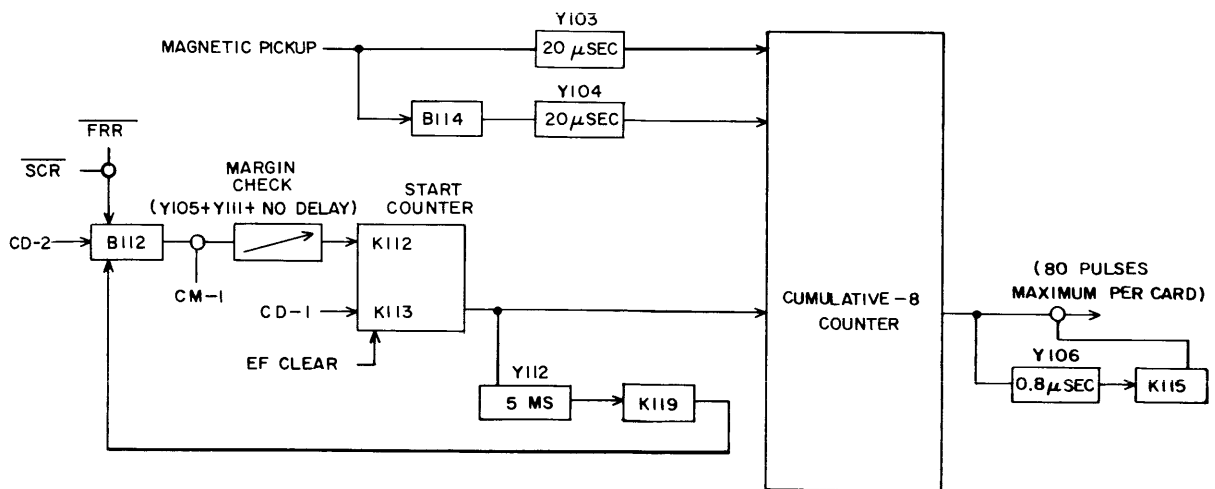 Y103
MAGNETIC PICKUP
20 μSEC
Y104
B114
20 μSEC
FRR
SCR
MARGIN
CHECK
(Y105+Y111+ NO DELAY)
START
COUNTER
CD-2
B112
K112
CM-1
CD-1
K113
EF CLEAR
Y112
5 MS
K119
CUMULATIVE-8
COUNTER
(80 PULSES
MAXIMUM PER CARD)
Y106
0.8 μSEC
K115